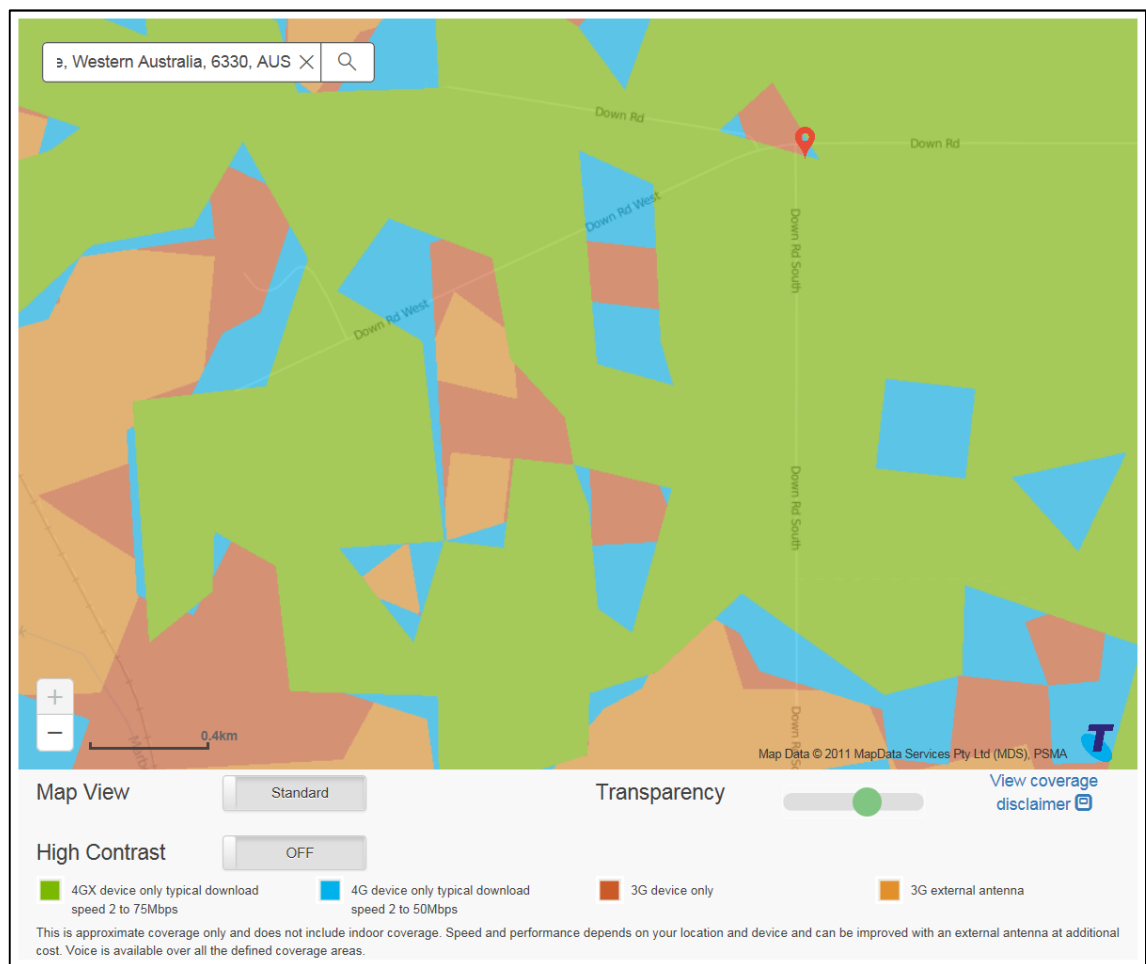 e, Western Australia, 6330, AUS
Down Rd
Down Rd
Down Rd West
Down Rd South
Down Rd West
Down Rd South
0.4km
Map Data © 2011 MapData Services Pty Ltd (MDS), PSMA
Map View
Standard
Transparency
View coverage
disclaimer
High Contrast
OFF
4GX device only typical download
speed 2 to 75Mbps
4G device only typical download
speed 2 to 50Mbps
3G device only
3G external antenna
This is approximate coverage only and does not include indoor coverage. Speed and performance depends on your location and device and can be improved with an external antenna at additional
cost. Voice is available over all the defined coverage areas.